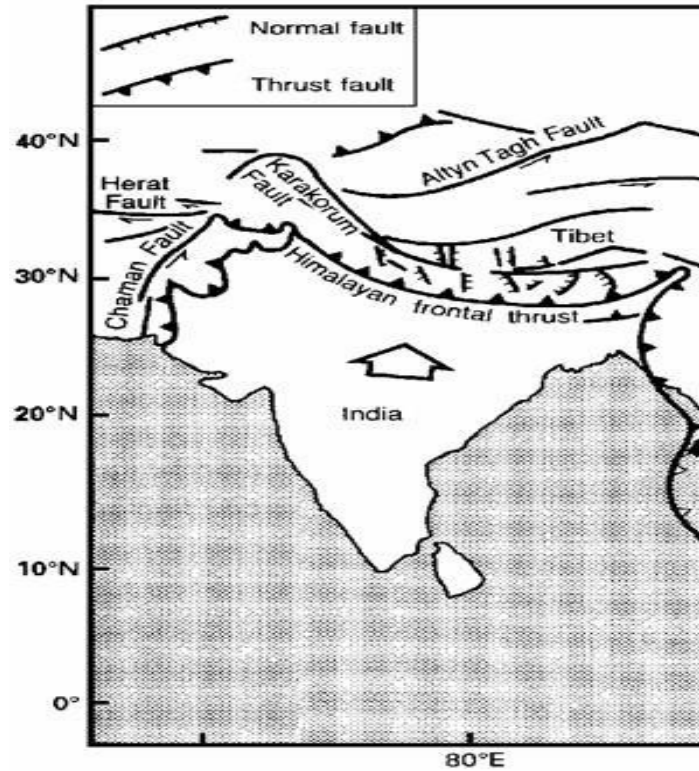 Normal fault
Thrust fault
40°N
Altyn Tagh Fault
Herat
Fault
Karakorum
Fault
Chaman Fault
Tibet
30°N
Himalayan frontal thrust
20°N
India
10°N
0°
80°E